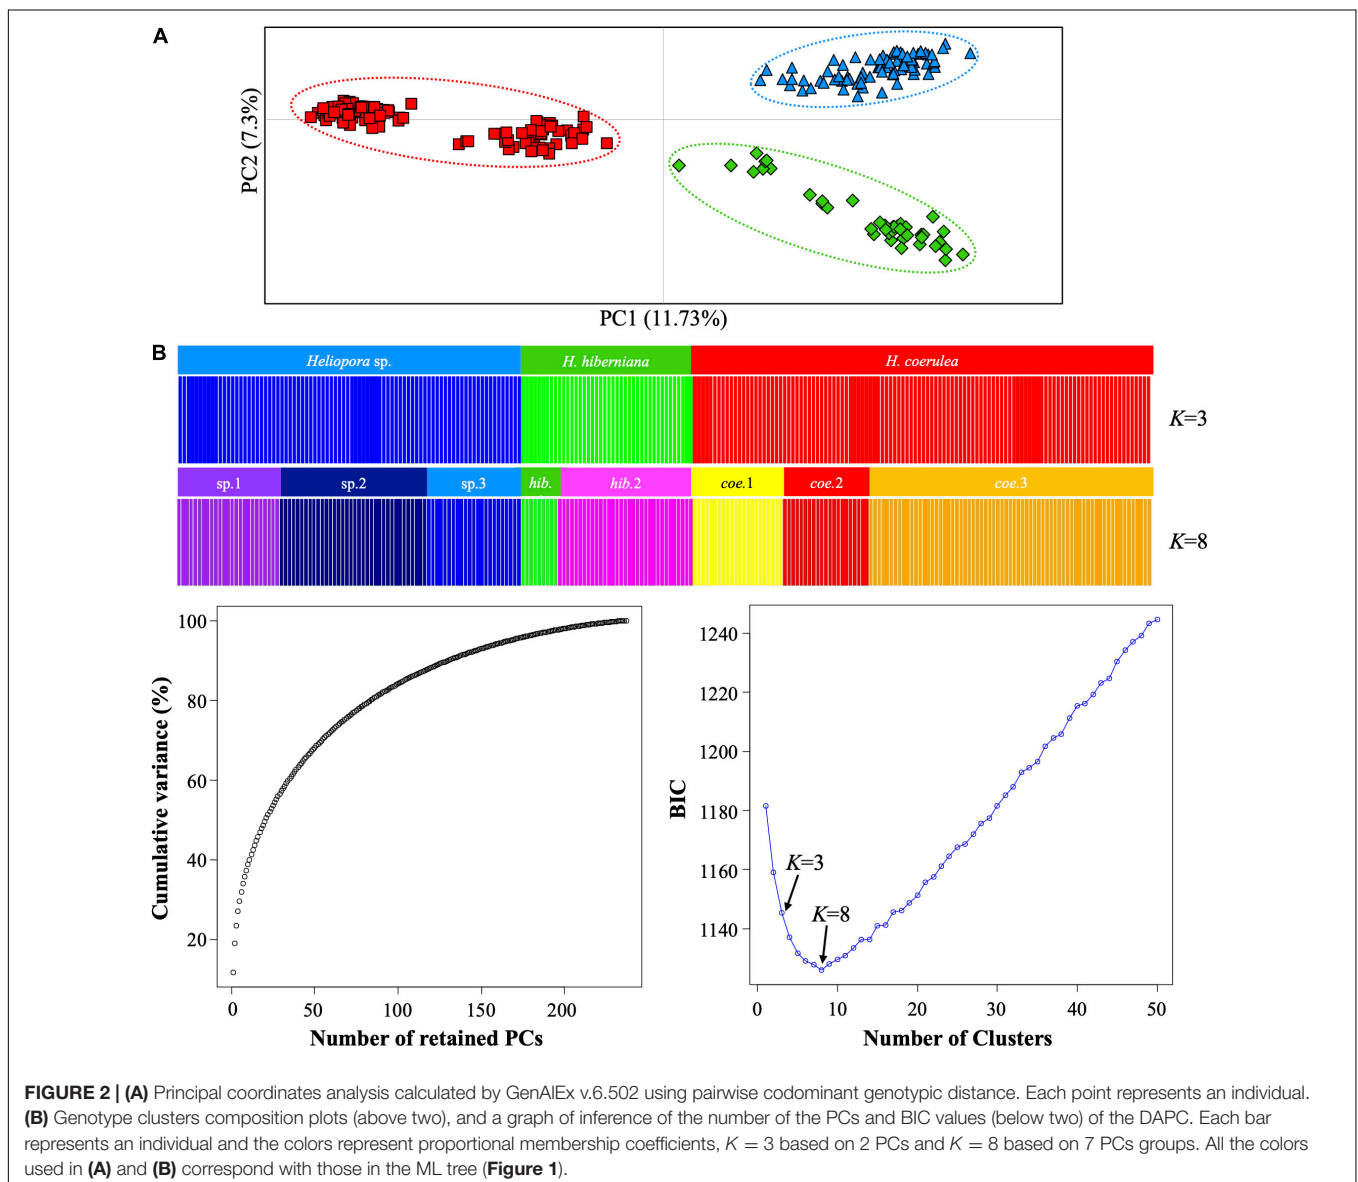 A
PC2 (7.3%)
PC1 (11.73%)
B
Heliopora sp.
H. hiberniana
H. coerulea
K=3
sp.1
sp.2
sp.3
hib.
hib.2
coe.1
coe.2
coe.3
K=8
Cumulative variance (%)
100
80
60
40
20
0
50
100
150
200
Number of retained PCs
BIC
1240
1220
1200
1180
1160
1140
K=3
K=8
0
10
20
30
40
50
Number of Clusters
FIGURE 2 | (A) Principal coordinates analysis calculated by GenAlEx v.6.502 using pairwise codominant genotypic distance. Each point represents an individual.
(B) Genotype clusters composition plots (above two), and a graph of inference of the number of the PCs and BIC values (below two) of the DAPC. Each bar
represents an individual and the colors represent proportional membership coefficients, K = 3 based on 2 PCs and K = 8 based on 7 PCs groups. All the colors
used in (A) and (B) correspond with those in the ML tree (Figure 1).